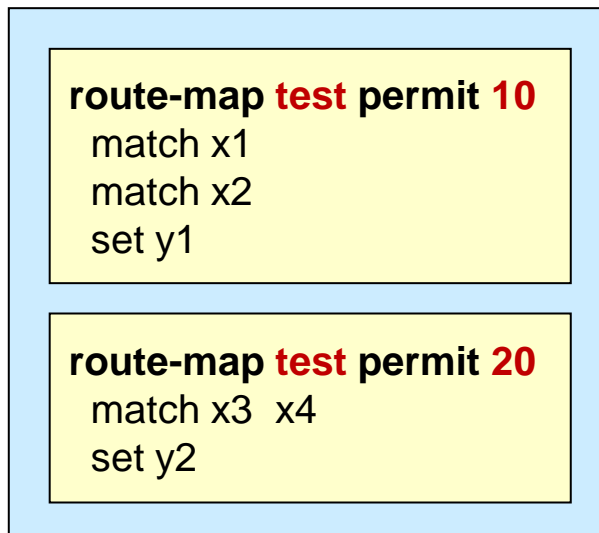 route-map test permit 10
match x1
match x2
set y1
route-map test permit 20
match x3 x4
set y2